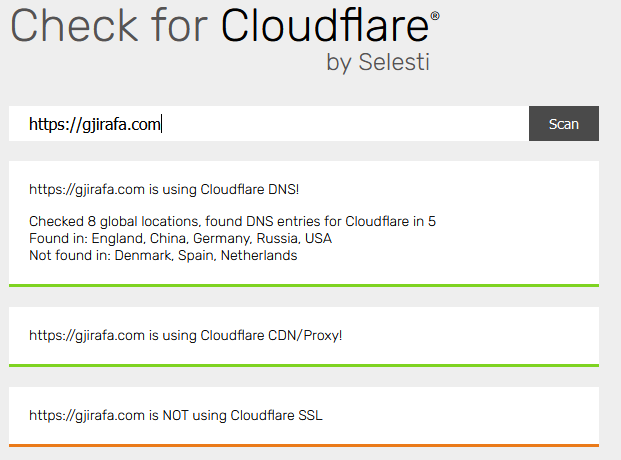 Check for Cloudflare®
by Selesti
https://gjirafa.com
Scan
https://gjirafa.com is using Cloudflare DNS!
Checked 8 global locations, found DNS entries for Cloudflare in 5
Found in: England, China, Germany, Russia, USA
Not found in: Denmark, Spain, Netherlands
https://gjirafa.com is using Cloudflare CDN/Proxy!
https://gjirafa.com is NOT using Cloudflare SSL